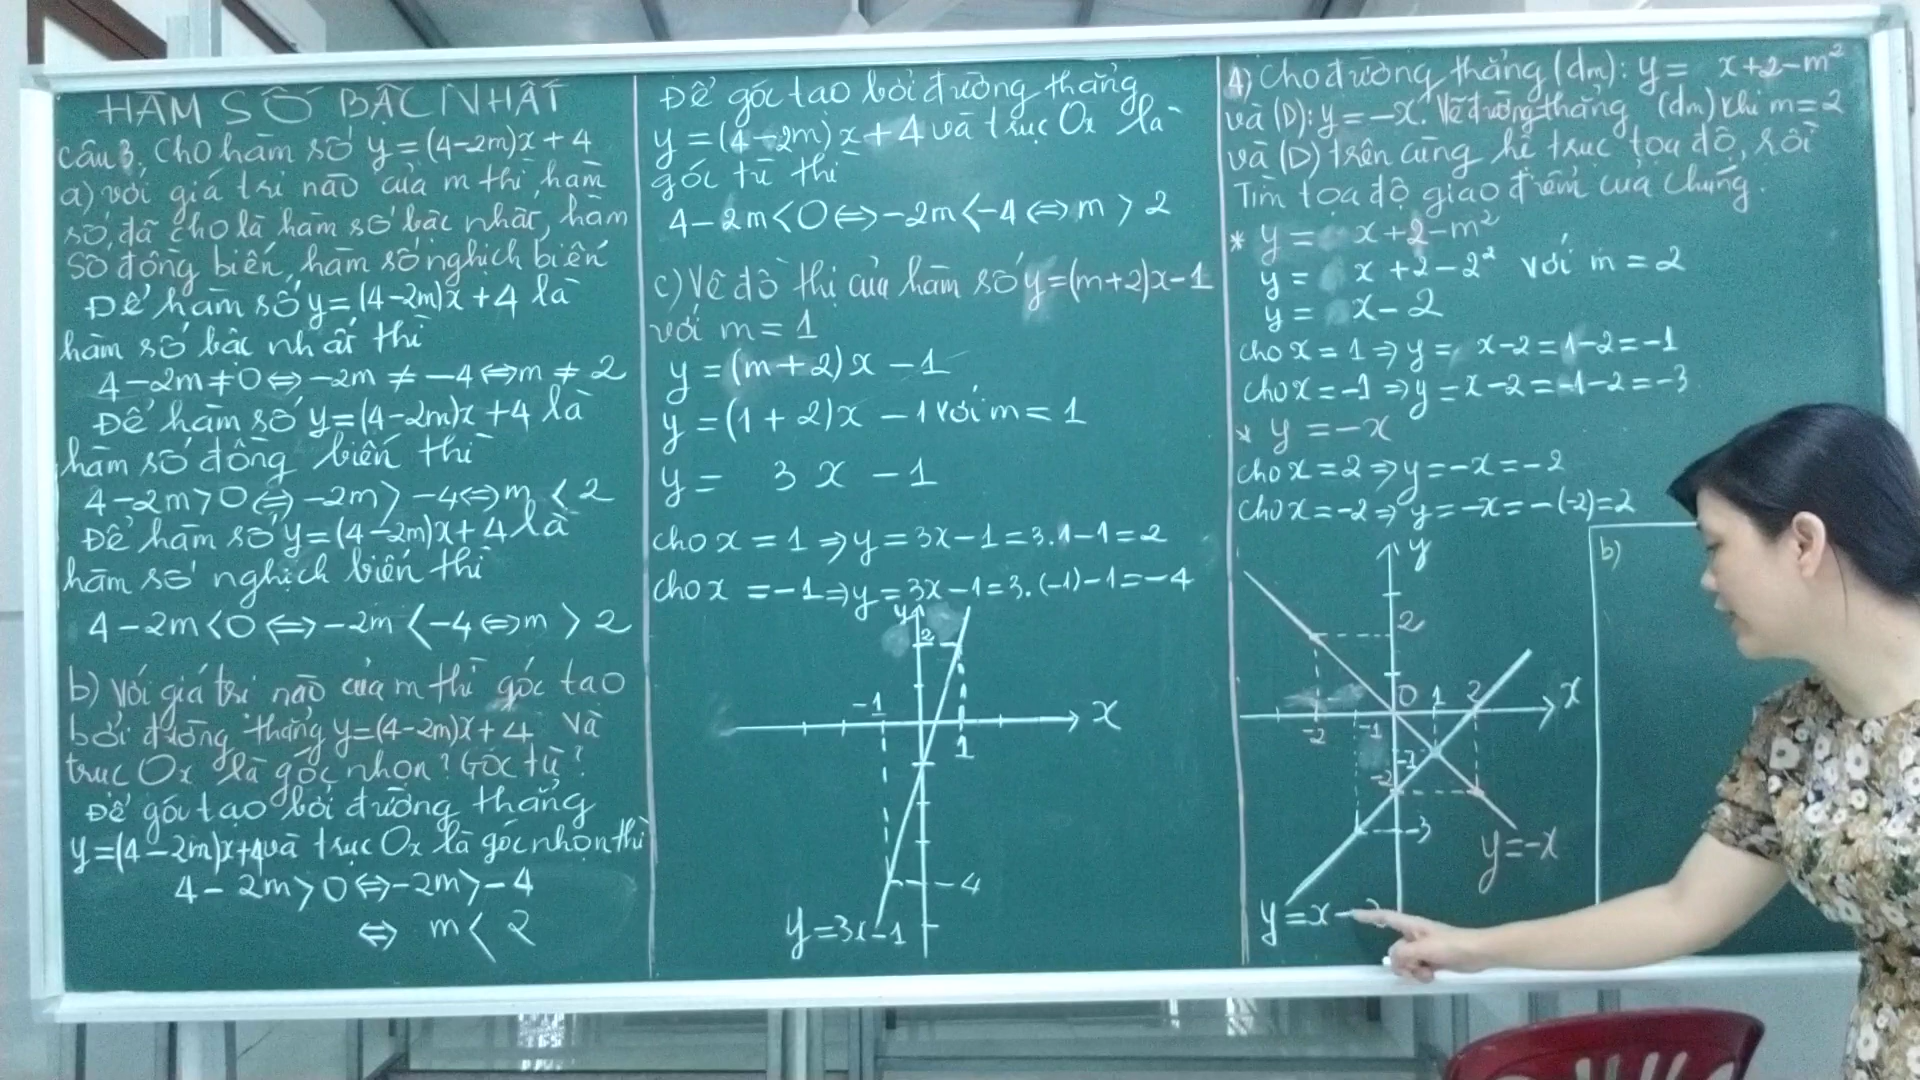 HÀM SỐ BẬC NHẤT
Câu 3: Cho hàm số y=(4-2m)x+4
a) Với giá trị nào của m thì hàm
số đã cho là hàm số bậc nhất, hàm
số đồng biến, hàm số nghịch biến
Để hàm số y=(4-2m)x+4 là
hàm số bậc nhất thì
4-2m≠0⇔-2m≠-4⇔m≠2
Để hàm số y=(4-2m)x+4 là
hàm số đồng biến thì
4-2m>0⇔-2m>-4⇔m<2
Để hàm số y=(4-2m)x+4 là
hàm số nghịch biến thì
4-2m<0⇔-2m<-4⇔m>2
b) Với giá trị nào của m thì góc tạo
bởi đường thẳng y=(4-2m)x+4 và
trục Ox là góc nhọn? Góc tù?
Để góc tạo bởi đường thẳng
y=(4-2m)x+4 và trục Ox là góc nhọn thì
4-2m>0⇔-2m>-4
⇔ m<2
Để góc tạo bởi đường thẳng
y=(4-2m)x+4 và trục Ox là
góc tù thì
4-2m<0⇔-2m<-4⇔m>2
c) Vẽ đồ thị của hàm số y=(m+2)x-1
với m=1
y=(m+2)x-1
y=(1+2)x-1 với m=1
y= 3x-1
cho x=1⇒y=3x-1=3.1-1=2
cho x=-1⇒y=3x-1=3.(-1)-1=-4
y
2
-1
x
1
-4
y=3x-1
4) Cho đường thẳng (dm): y= x+2-m²
và (D): y=-x. Vẽ đường thẳng (dm) khi m=2
và (D) trên cùng hệ trục tọa độ, rồi
Tìm tọa độ giao điểm của chúng.
* y= x+2-m²
y= x+2-2² với m=2
y= x-2
cho x=1⇒y= x-2=1-2=-1
cho x=-1⇒y=x-2=-1-2=-3
* y=-x
cho x=2⇒y=-x=-2
cho x=-2⇒y=-x=-(-2)=2
b)
y
2
0 1 2 x
-2 -1
-1
-2
-3
y=-x
y=x-